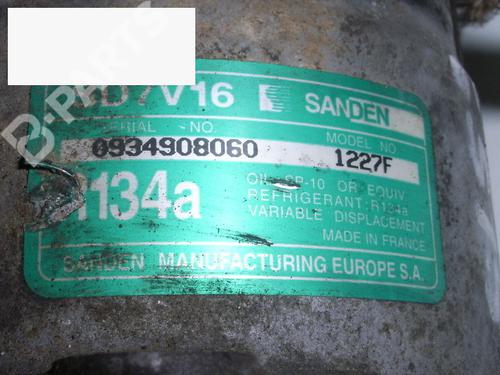 SD7V16 SANDEN
SERIAL NO. MODEL NO
0934908060 1227F
R134a
OIL: SP-10 OR EQUIV
REFRIGERANT: R134a
VARIABLE DISPLACEMENT
MADE IN FRANCE
SANDEN MANUFACTURING EUROPE S.A.
B-PARTS